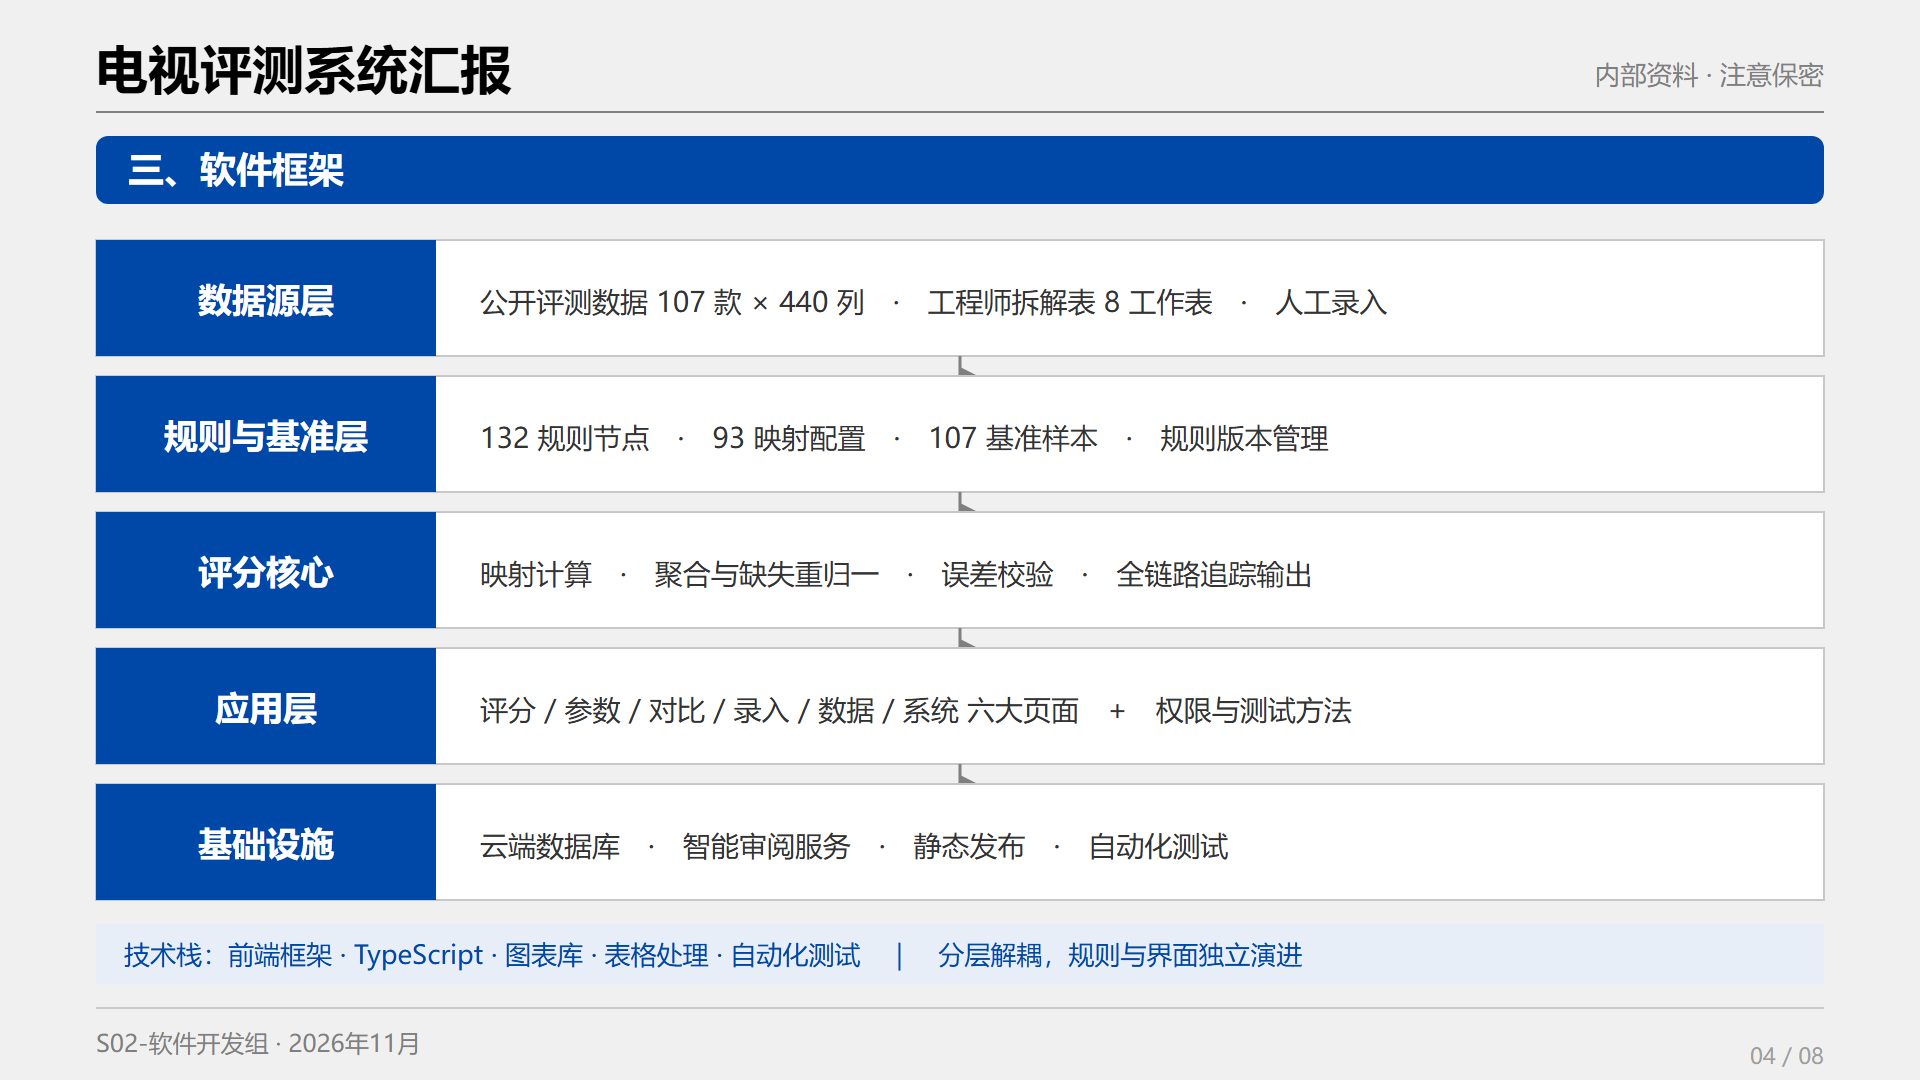 电视评测系统汇报
内部资料 · 注意保密
三、软件框架
数据源层
公开评测数据 107 款 × 440 列 · 工程师拆解表 8 工作表 · 人工录入
规则与基准层
132 规则节点 · 93 映射配置 · 107 基准样本 · 规则版本管理
评分核心
映射计算 · 聚合与缺失重归一 · 误差校验 · 全链路追踪输出
应用层
评分 / 参数 / 对比 / 录入 / 数据 / 系统 六大页面 + 权限与测试方法
基础设施
云端数据库 · 智能审阅服务 · 静态发布 · 自动化测试
技术栈：前端框架 · TypeScript · 图表库 · 表格处理 · 自动化测试 | 分层解耦，规则与界面独立演进
S02-软件开发组 · 2026年11月
04 / 08